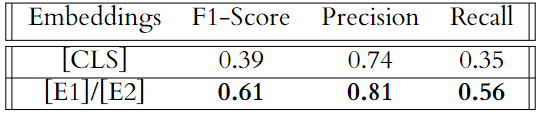 Embeddings F1-Score Precision Recall
[CLS] 0.39 0.74 0.35
[E1]/[E2] 0.61 0.81 0.56